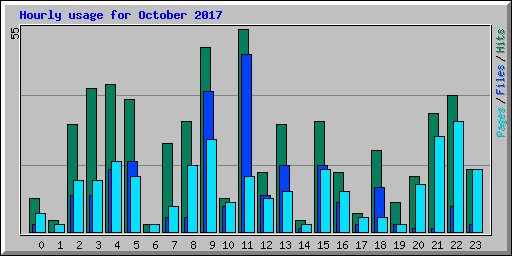 Hourly usage for October 2017
55
Pages/Files/Hits
0 1 2 3 4 5 6 7 8 9 10 11 12 13 14 15 16 17 18 19 20 21 22 23